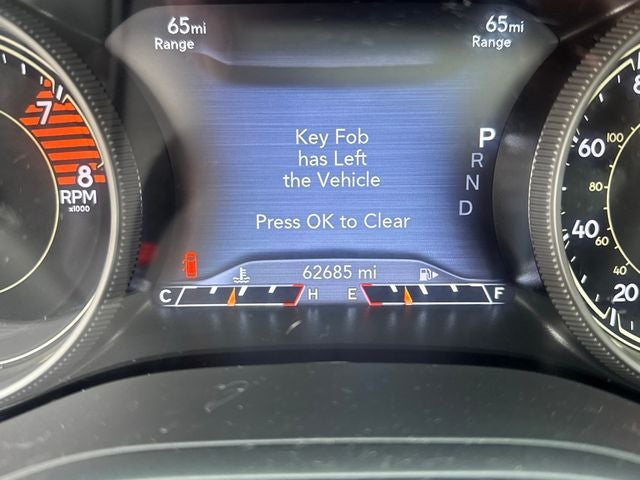 65mi
Range
65mi
Range
Key Fob
has Left
the Vehicle
Press OK to Clear
P
R
N
D
62685 mi
C
H
E
F
7
8
RPM
x1000
8
100
60
80
40
60
40
20